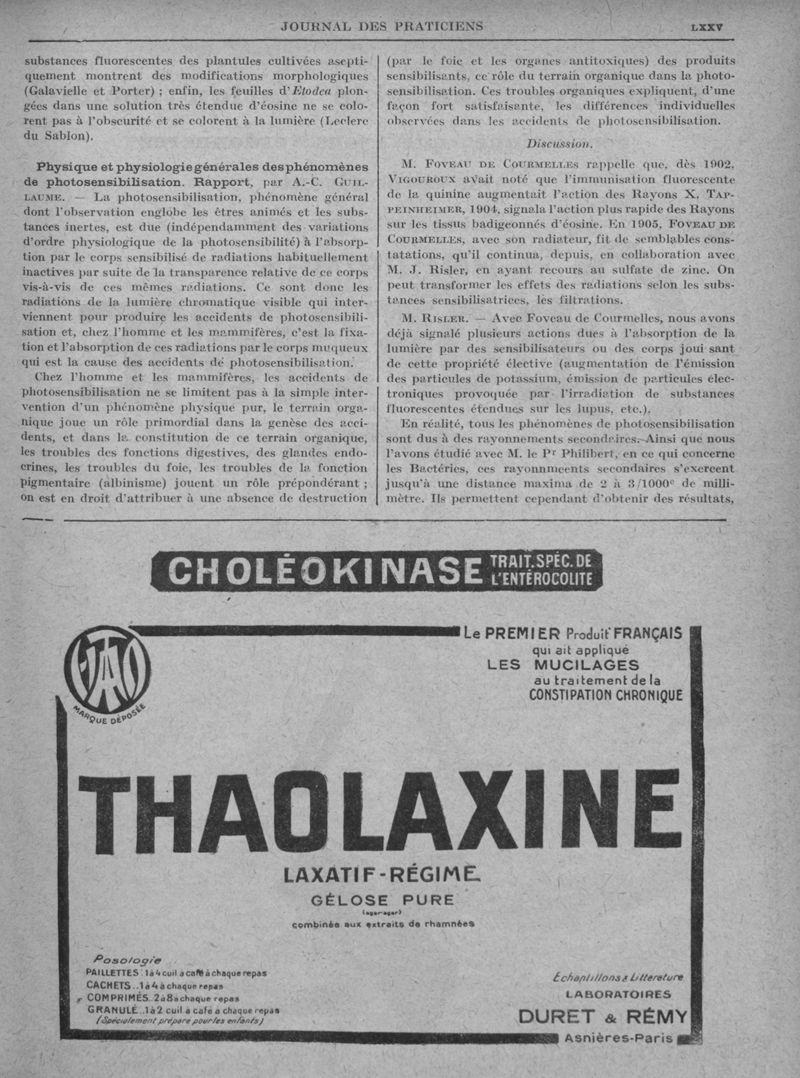 JOURNAL DES PRATICIENS LXXV
substances fluorescentes des plantules cultivées asepti-
quement montrent des modifications morphologiques
(Galavielle et Porter) ; enfin, les feuilles d'Elodea plon-
gées dans une solution très étendue d'éosine ne se colo-
rent pas à l'obscurité et se colorent à la lumière (Leclerc
du Sablon).
Physique et physiologie générales des phénomènes
de photosensibilisation. Rapport, par A.-C. GUIL-
LAUME. — La photosensibilisation, phénomène général
dont l'observation englobe les êtres animés et les subs-
tances inertes, est due (indépendamment des variations
d'ordre physiologique de la photosensibilité) à l'absorp-
tion par le corps sensibilisé de radiations habituellement
inactives par suite de la transparence relative de ce corps
vis-à-vis de ces mêmes radiations. Ce sont donc les
radiations de la lumière chromatique visible qui inter-
viennent pour produire les accidents de photosensibili-
sation et, chez l'homme et les mammifères, c'est la fixa-
tion et l'absorption de ces radiations par le corps muqueux
qui est la cause des accidents de photosensibilisation.
Chez l'homme et les mammifères, les accidents de
photosensibilisation ne se limitent pas à la simple inter-
vention d'un phénomène physique pur, le terrain orga-
nique joue un rôle primordial dans la genèse des acci-
dents, et dans la constitution de ce terrain organique,
les troubles des fonctions digestives, des glandes endo-
crines, les troubles du foie, les troubles de la fonction
pigmentaire (albinisme) jouent un rôle prépondérant ;
on est en droit d'attribuer à une absence de destruction
(par le foie et les organes antitoxiques) des produits
sensibilisants, ce rôle du terrain organique dans la photo-
sensibilisation. Ces troubles organiques expliquent, d'une
façon fort satisfaisante, les différences individuelles
observées dans les accidents de photosensibilisation.
Discussion.
M. FOVEAU DE COURMELLES rappelle que, dès 1902,
VIGOUROUX avait noté que l'immunisation fluorescente
de la quinine augmentait l'action des Rayons X. TAP-
PEINHEIMER, 1904, signala l'action plus rapide des Rayons
sur les tissus badigeonnés d'éosine. En 1905, FOVEAU DE
COURMELLES, avec son radiateur, fit de semblables cons-
tatations, qu'il continua, depuis, en collaboration avec
M. J. Risler, en ayant recours au sulfate de zinc. On
peut transformer les effets des radiations selon les subs-
tances sensibilisatrices, les filtrations.
M. RISLER. — Avec Foveau de Courmelles, nous avons
déjà signalé plusieurs actions dues à l'absorption de la
lumière par des sensibilisateurs ou des corps joui sant
de cette propriété élective (augmentation de l'émission
des particules de potassium, émission de particules élec-
troniques provoquée par l'irradiation de substances
fluorescentes étendues sur les lupus, etc.).
En réalité, tous les phénomènes de photosensibilisation
sont dus à des rayonnements secondaires. Ainsi que nous
l'avons étudié avec M. le Pr Philibert, en ce qui concerne
les Bactéries, ces rayonnmeents secondaires s'exercent
jusqu'à une distance maxima de 2 à 3/1000e de milli-
mètre. Ils permettent cependant d'obtenir des résultats,
CHOLÉOKINASE TRAIT. SPÉC. DE
L'ENTÉROCOLITE
Le PREMIER Produit FRANÇAIS
qui ait appliqué
LES MUCILAGES
au traitement de la
CONSTIPATION CHRONIQUE
MARQUE DÉPOSÉE
THAOLAXINE
LAXATIF-RÉGIME
GÉLOSE PURE
(agar-agar)
combinée aux extraits de rhamnées
Posologie
PAILLETTES. 1 à 4 cuil à café à chaque repas
CACHETS..1 à 4 à chaque repas
COMPRIMÉS..2 à 8 à chaque repas
GRANULÉ..1 à 2 cuil à café à chaque repas
(Spécialement préparé pour les enfants)
Échantillons & Littérature
LABORATOIRES
DURET & RÉMY
Asnières-Paris